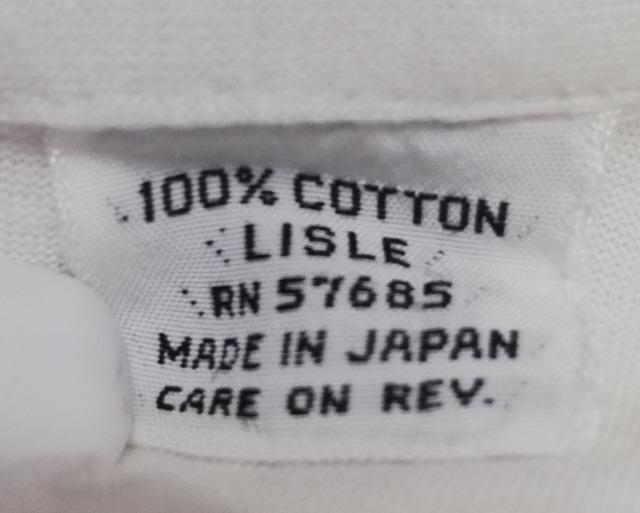 100% COTTON
LISLE
RN 57685
MADE IN JAPAN
CARE ON REV.